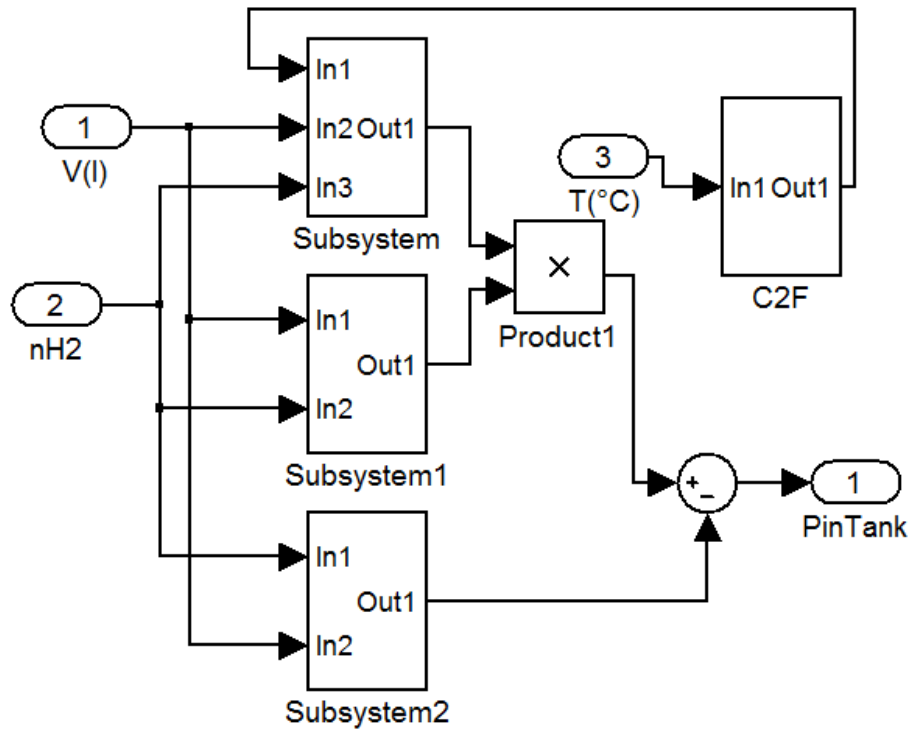 In1
In2
Out1
In3
Subsystem
1
V(l)
2
nH2
3
T(°C)
In1
Out1
C2F
×
Product1
In1
Out1
In2
Subsystem1
In1
Out1
In2
Subsystem2
+
−
1
PinTank